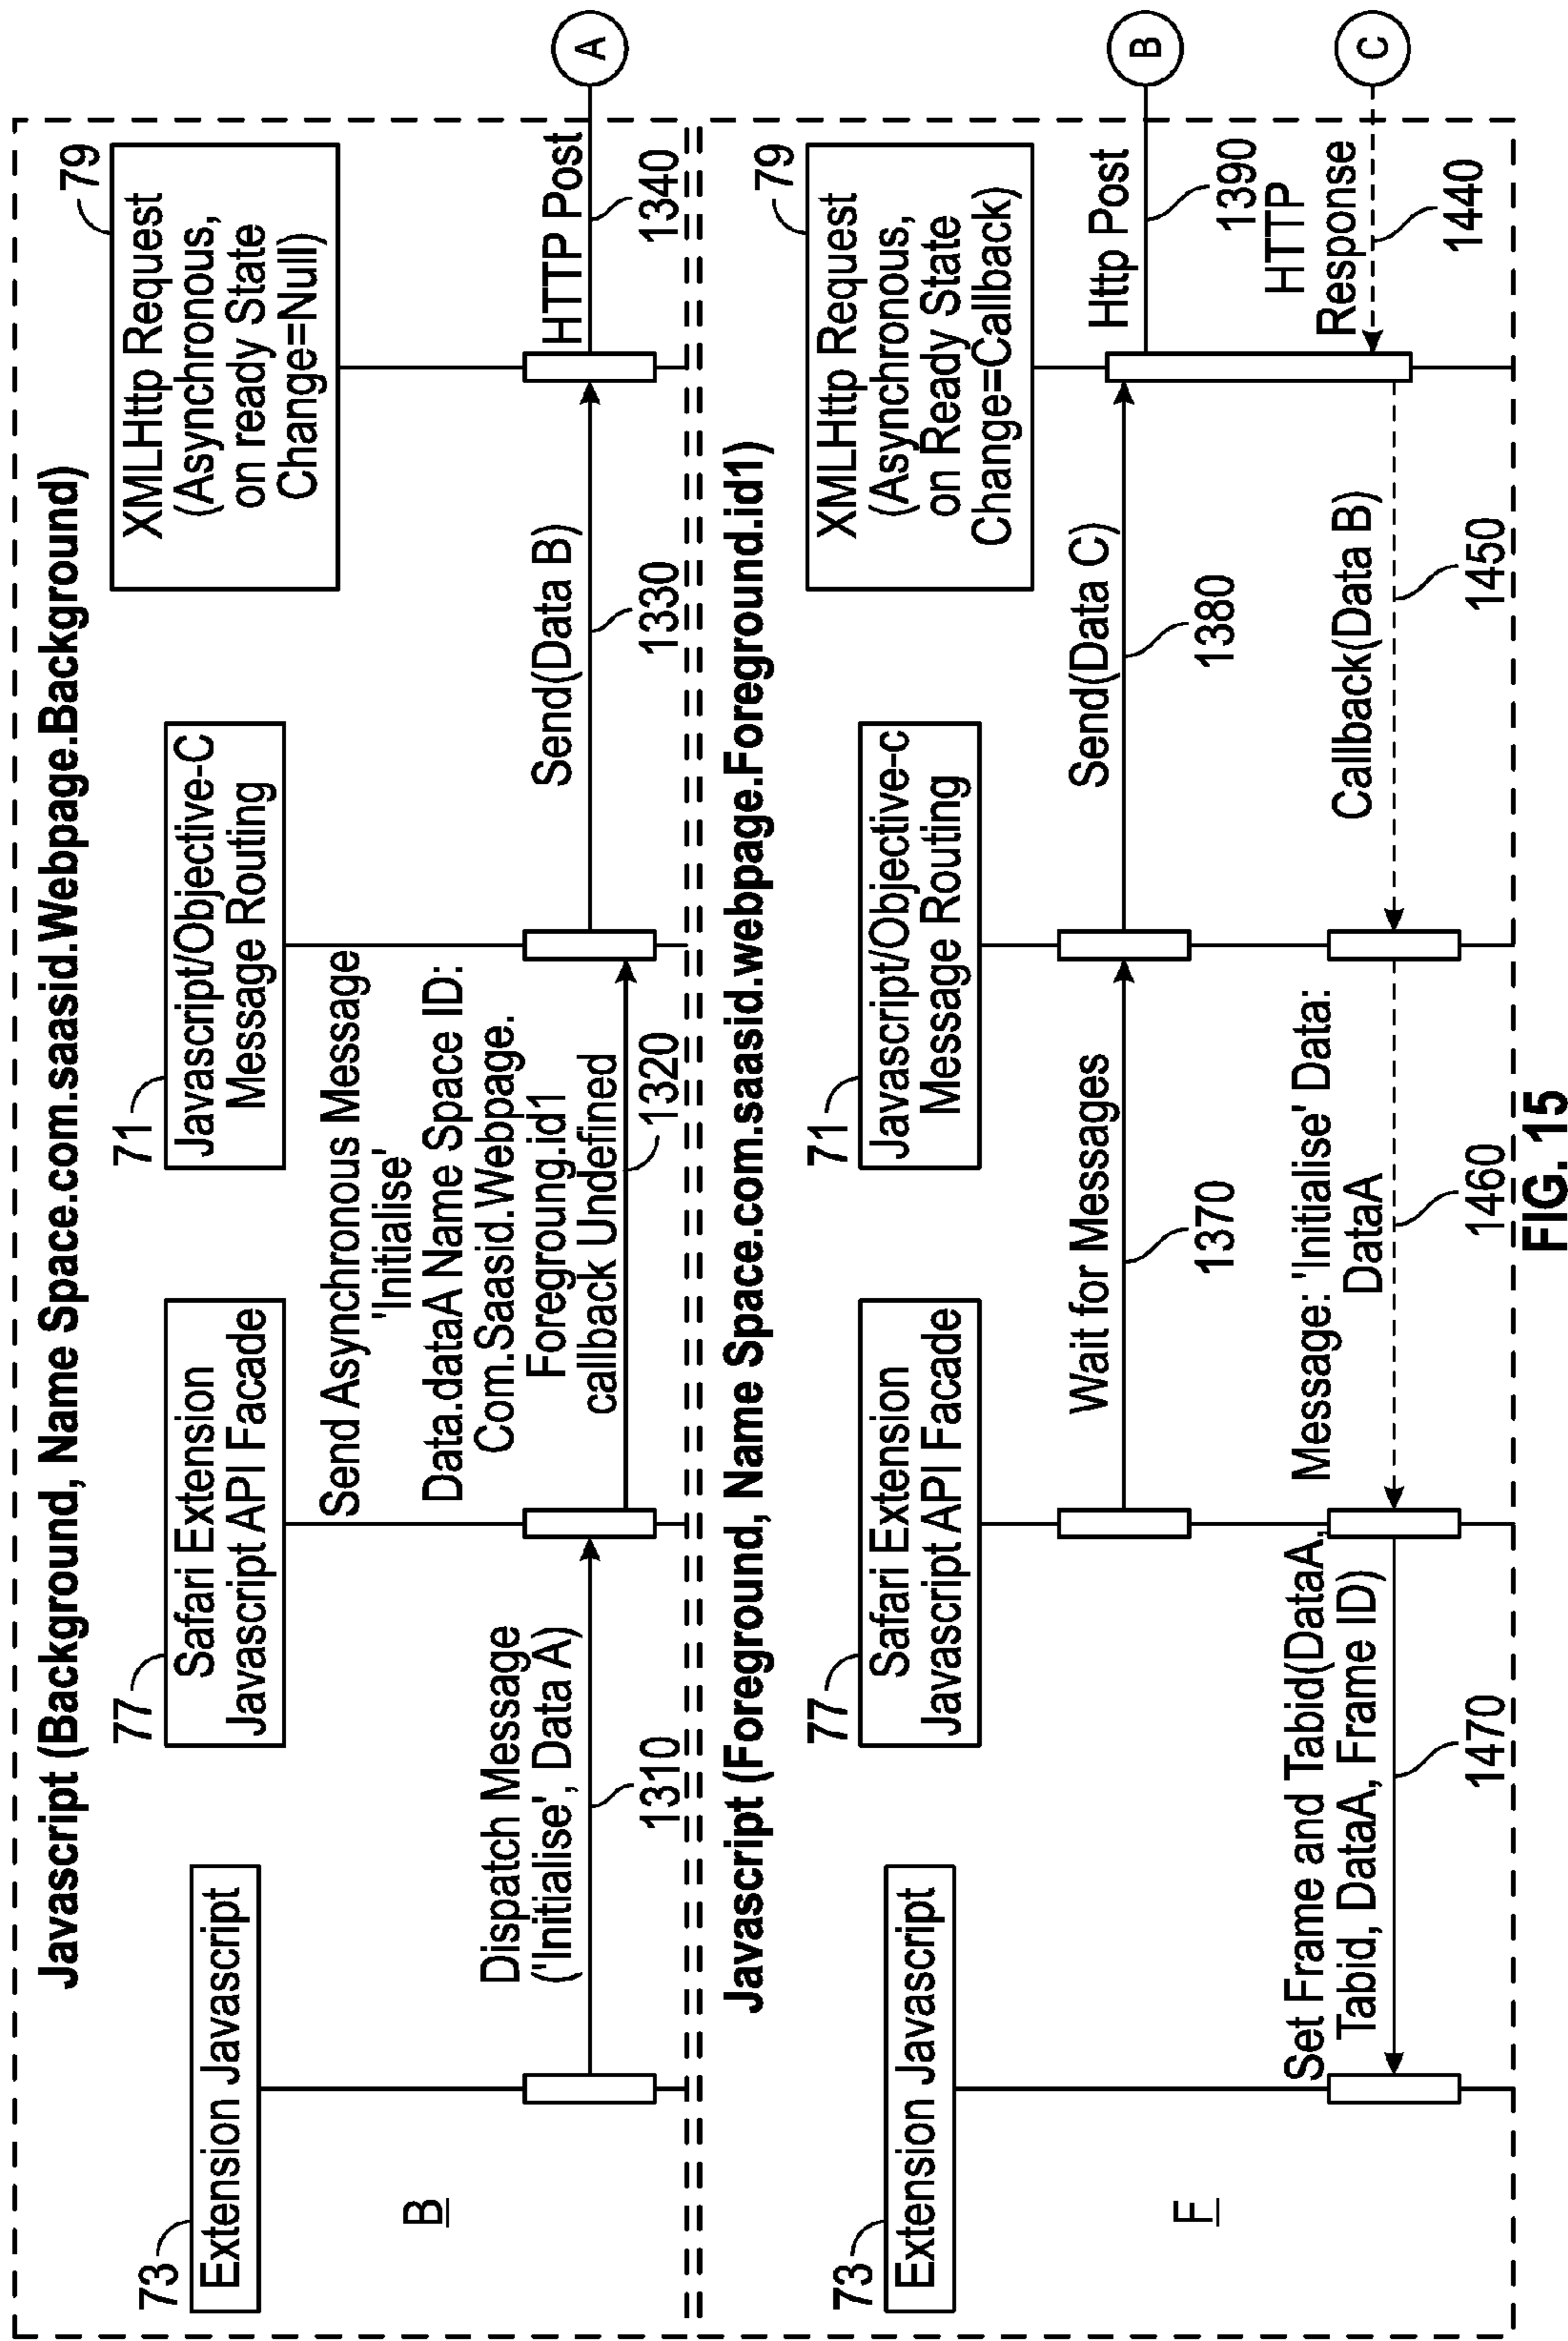 Javascript (Background, Name Space.com.saasid.Webpage.Background)
73
Extension Javascript
77
Safari Extension
Javascript API Facade
71
Javascript/Objective-C
Message Routing
79
XMLHttp Request
(Asynchronous,
on ready State
Change=Null)
B
Dispatch Message
('Initialise', Data A)
1310
Send Asynchronous Message
'Initialise'
Data.dataA Name Space ID:
Com.Saasid.Webpage.
Foregroung.id1
callback Undefined
1320
Send(Data B)
1330
HTTP Post
1340
A
Javascript (Foreground, Name Space.com.saasid.webpage.Foreground.id1)
73
Extension Javascript
77
Safari Extension
Javascript API Facade
71
Javascript/Objective-c
Message Routing
79
XMLHttp Request
(Asynchronous,
on Ready State
Change=Callback)
F
Wait for Messages
1370
Send(Data C)
1380
Http Post
1390
B
HTTP
Response
1440
C
Callback(Data B)
1450
Message: 'Initialise' Data:
DataA
1460
Set Frame and Tabid(DataA,
Tabid, DataA, Frame ID)
1470
FIG. 15